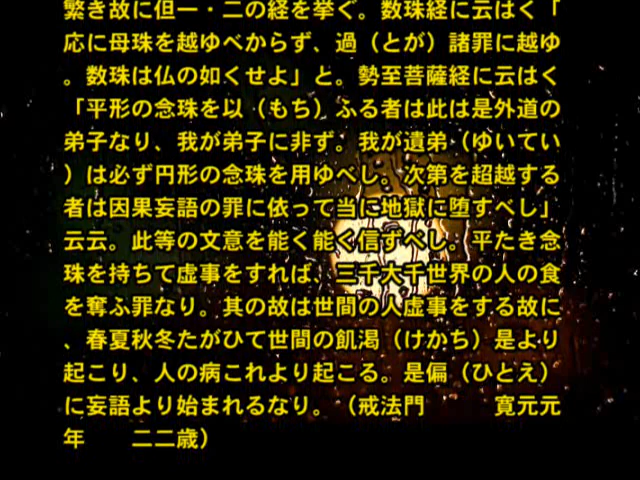 繁き故に但一・二の経を挙ぐ。数珠経に云はく「
応に母珠を越ゆべからず、過（とが）諸罪に越ゆ
。数珠は仏の如くせよ」と。勢至菩薩経に云はく
「平形の念珠を以（もち）ふる者は此は是外道の
弟子なり、我が弟子に非ず。我が遺弟（ゆいてい
）は必ず円形の念珠を用ゆべし。次第を超越する
者は因果妄語の罪に依って当に地獄に堕すべし」
云云。此等の文意を能く能く信ずべし。平たき念
珠を持ちて虚事をすれば、三千大千世界の人の食
を奪ふ罪なり。其の故は世間の人虚事をする故に
、春夏秋冬たがひて世間の飢渇（けかち）是より
起こり、人の病これより起こる。是偏（ひとえ）
に妄語より始まれるなり。（戒法門　　　寛元元
年　　二二歳）